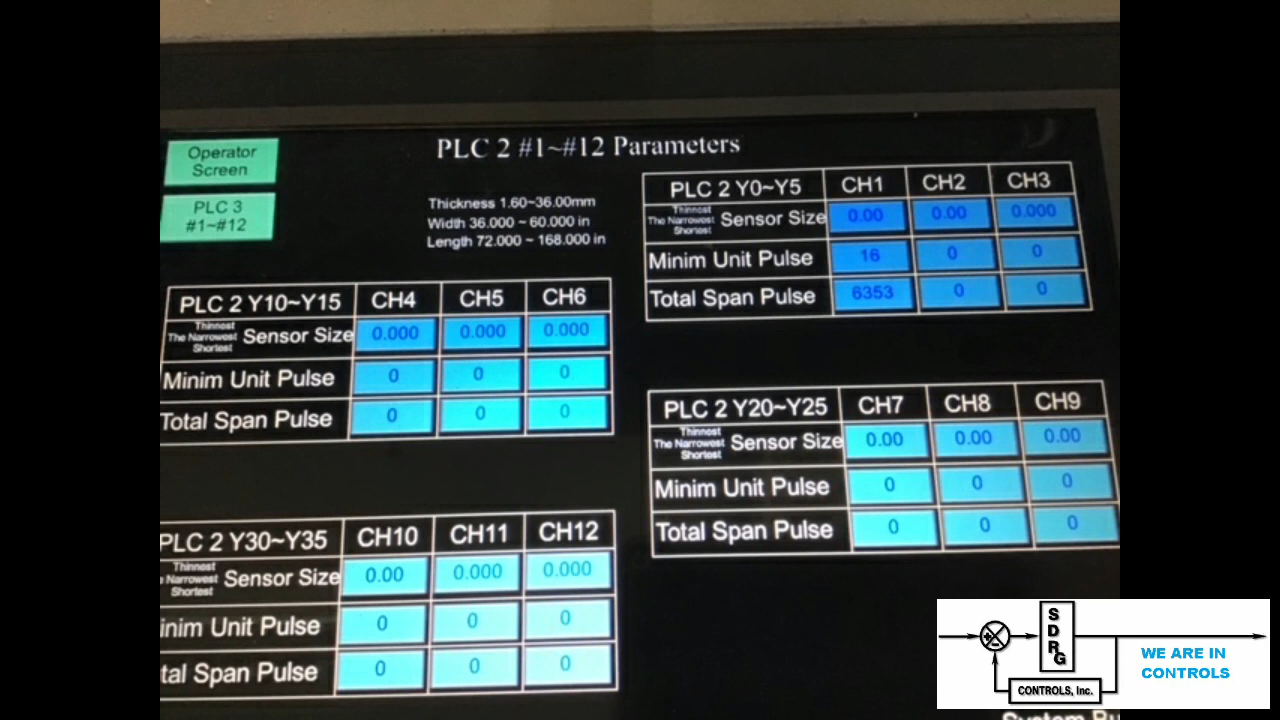 PLC 2 #1~#12 Parameters
Operator
Screen
PLC 3
#1~#12
Thickness 1.60~36.00mm
Width 36.000 ~ 60.000 in
Length 72.000 ~ 168.000 in
PLC 2 Y0~Y5 CH1 CH2 CH3
Thinnest
The Narrowest
Shortest
Sensor Size 0.00 0.00 0.000
Minim Unit Pulse 16 0 0
Total Span Pulse 6353 0 0
PLC 2 Y10~Y15 CH4 CH5 CH6
Thinnest
The Narrowest
Shortest
Sensor Size 0.000 0.000 0.000
Minim Unit Pulse 0 0 0
Total Span Pulse 0 0 0
PLC 2 Y20~Y25 CH7 CH8 CH9
Thinnest
The Narrowest
Shortest
Sensor Size 0.00 0.00 0.00
Minim Unit Pulse 0 0 0
Total Span Pulse 0 0 0
PLC 2 Y30~Y35 CH10 CH11 CH12
Thinnest
Narrowest
Shortest
Sensor Size 0.00 0.000 0.000
inim Unit Pulse 0 0 0
tal Span Pulse 0 0 0
SDRG
CONTROLS, Inc.
WE ARE IN
CONTROLS